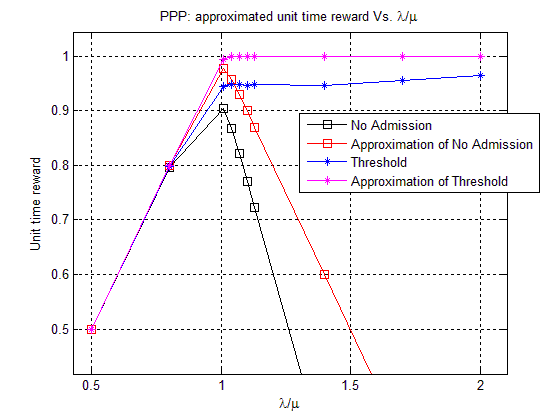 PPP: approximated unit time reward Vs. λ/μ
Unit time reward
1
0.9
0.8
0.7
0.6
0.5
No Admission
Approximation of No Admission
Threshold
Approximation of Threshold
0.5
1
1.5
2
λ/μ